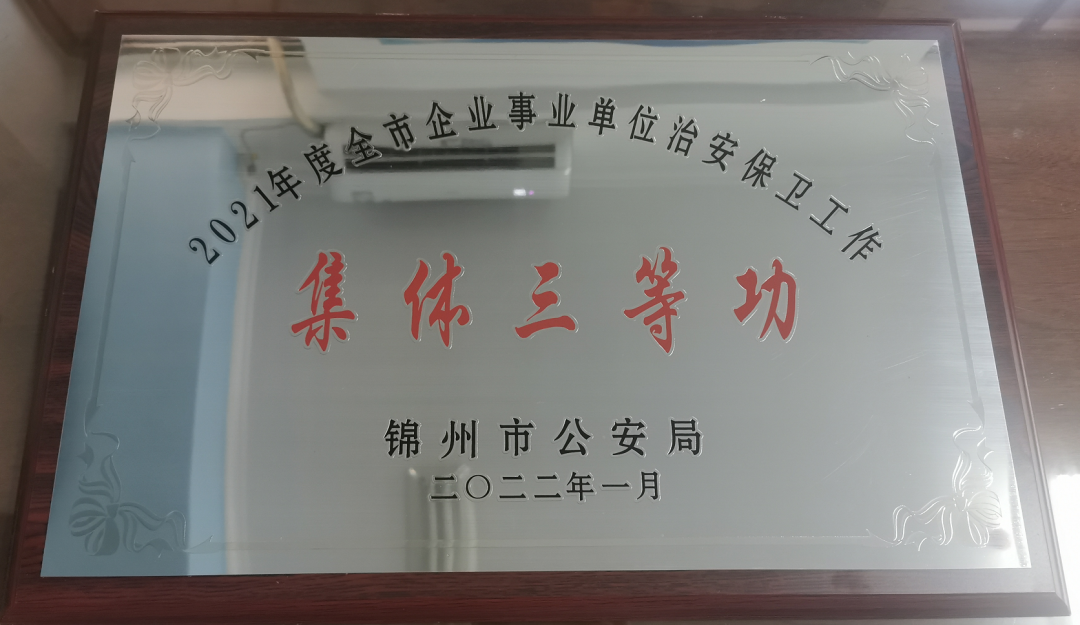 2021年度全市企业事业单位治安保卫工作
集体三等功
锦州市公安局
二〇二二年一月